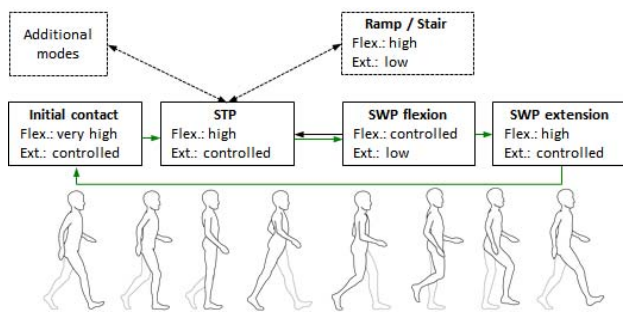 Additional
modes
Ramp / Stair
Flex.: high
Ext.: low
Initial contact
Flex.: very high
Ext.: controlled
STP
Flex.: high
Ext.: controlled
SWP flexion
Flex.: controlled
Ext.: low
SWP extension
Flex.: high
Ext.: controlled